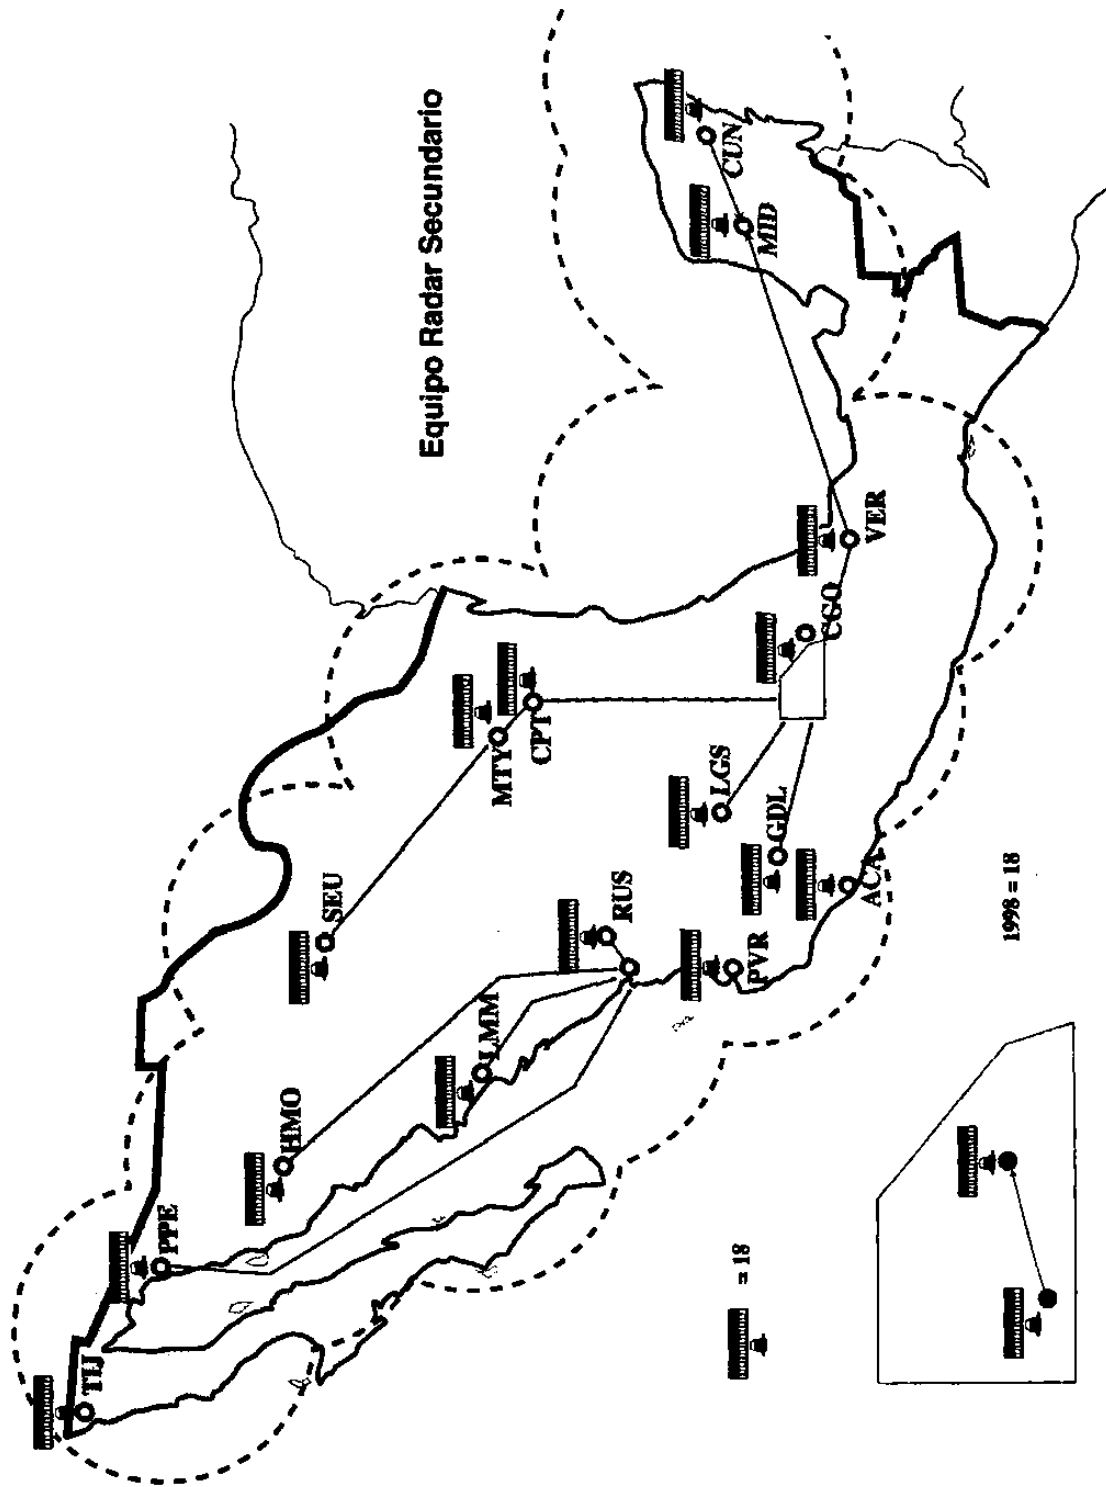 Equipo Radar Secundario
TIJ
PPE
HMO
LMM
SEU
MTY
CPT
RUS
PVR
LGS
GDL
ACA
CGO
VER
MID
CUN
= 18
1998 = 18